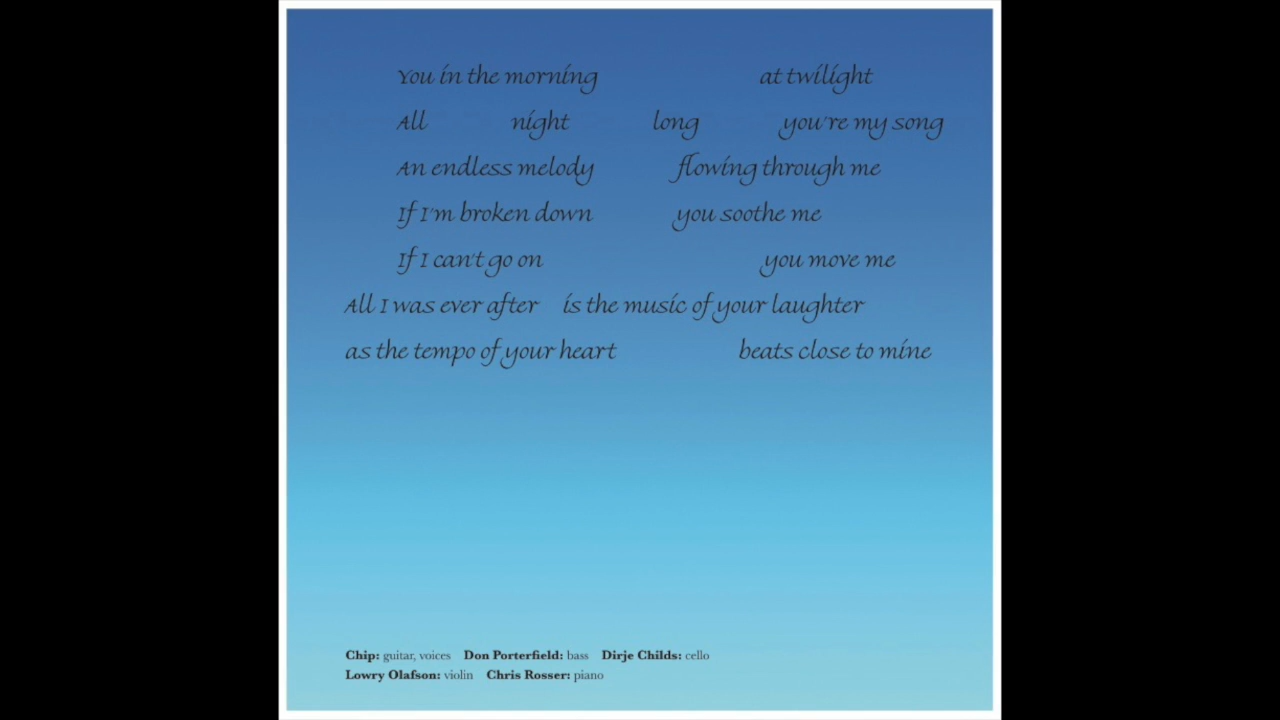 You in the morning at twilight
All night long you're my song
An endless melody flowing through me
If I'm broken down you soothe me
If I can't go on you move me
All I was ever after is the music of your laughter
as the tempo of your heart beats close to mine
Chip: guitar, voices Don Porterfield: bass Dirje Childs: cello
Lowry Olafson: violin Chris Rosser: piano